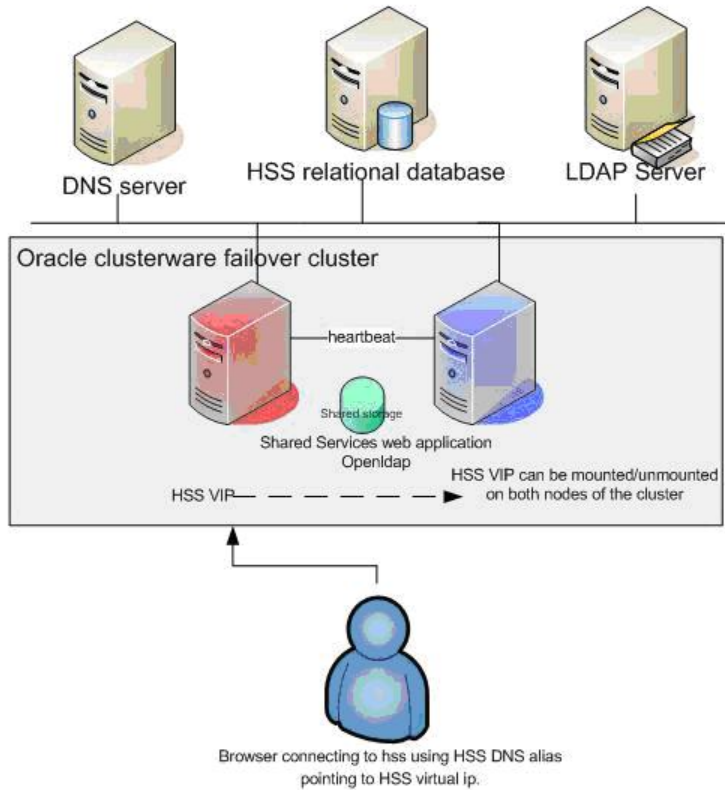 DNS server
HSS relational database
LDAP Server
Oracle clusterware failover cluster
heartbeat
Shared storage
Shared Services web application
Openldap
HSS VIP
HSS VIP can be mounted/unmounted
on both nodes of the cluster
Browser connecting to hss using HSS DNS alias
pointing to HSS virtual ip.